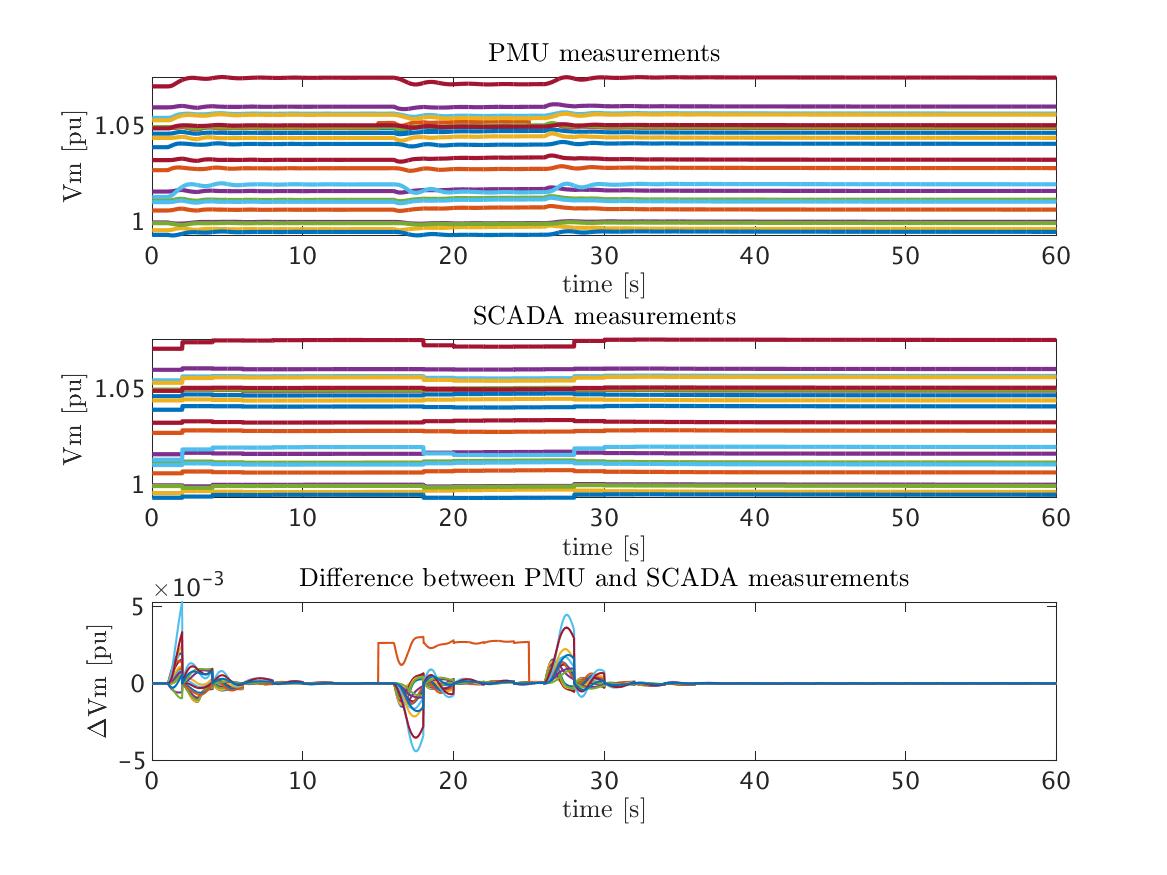 PMU measurements
1.05
1
Vm [pu]
0 10 20 30 40 50 60
time [s]
SCADA measurements
1.05
1
Vm [pu]
0 10 20 30 40 50 60
time [s]
Difference between PMU and SCADA measurements
×10⁻³
5
0
−5
ΔVm [pu]
0 10 20 30 40 50 60
time [s]